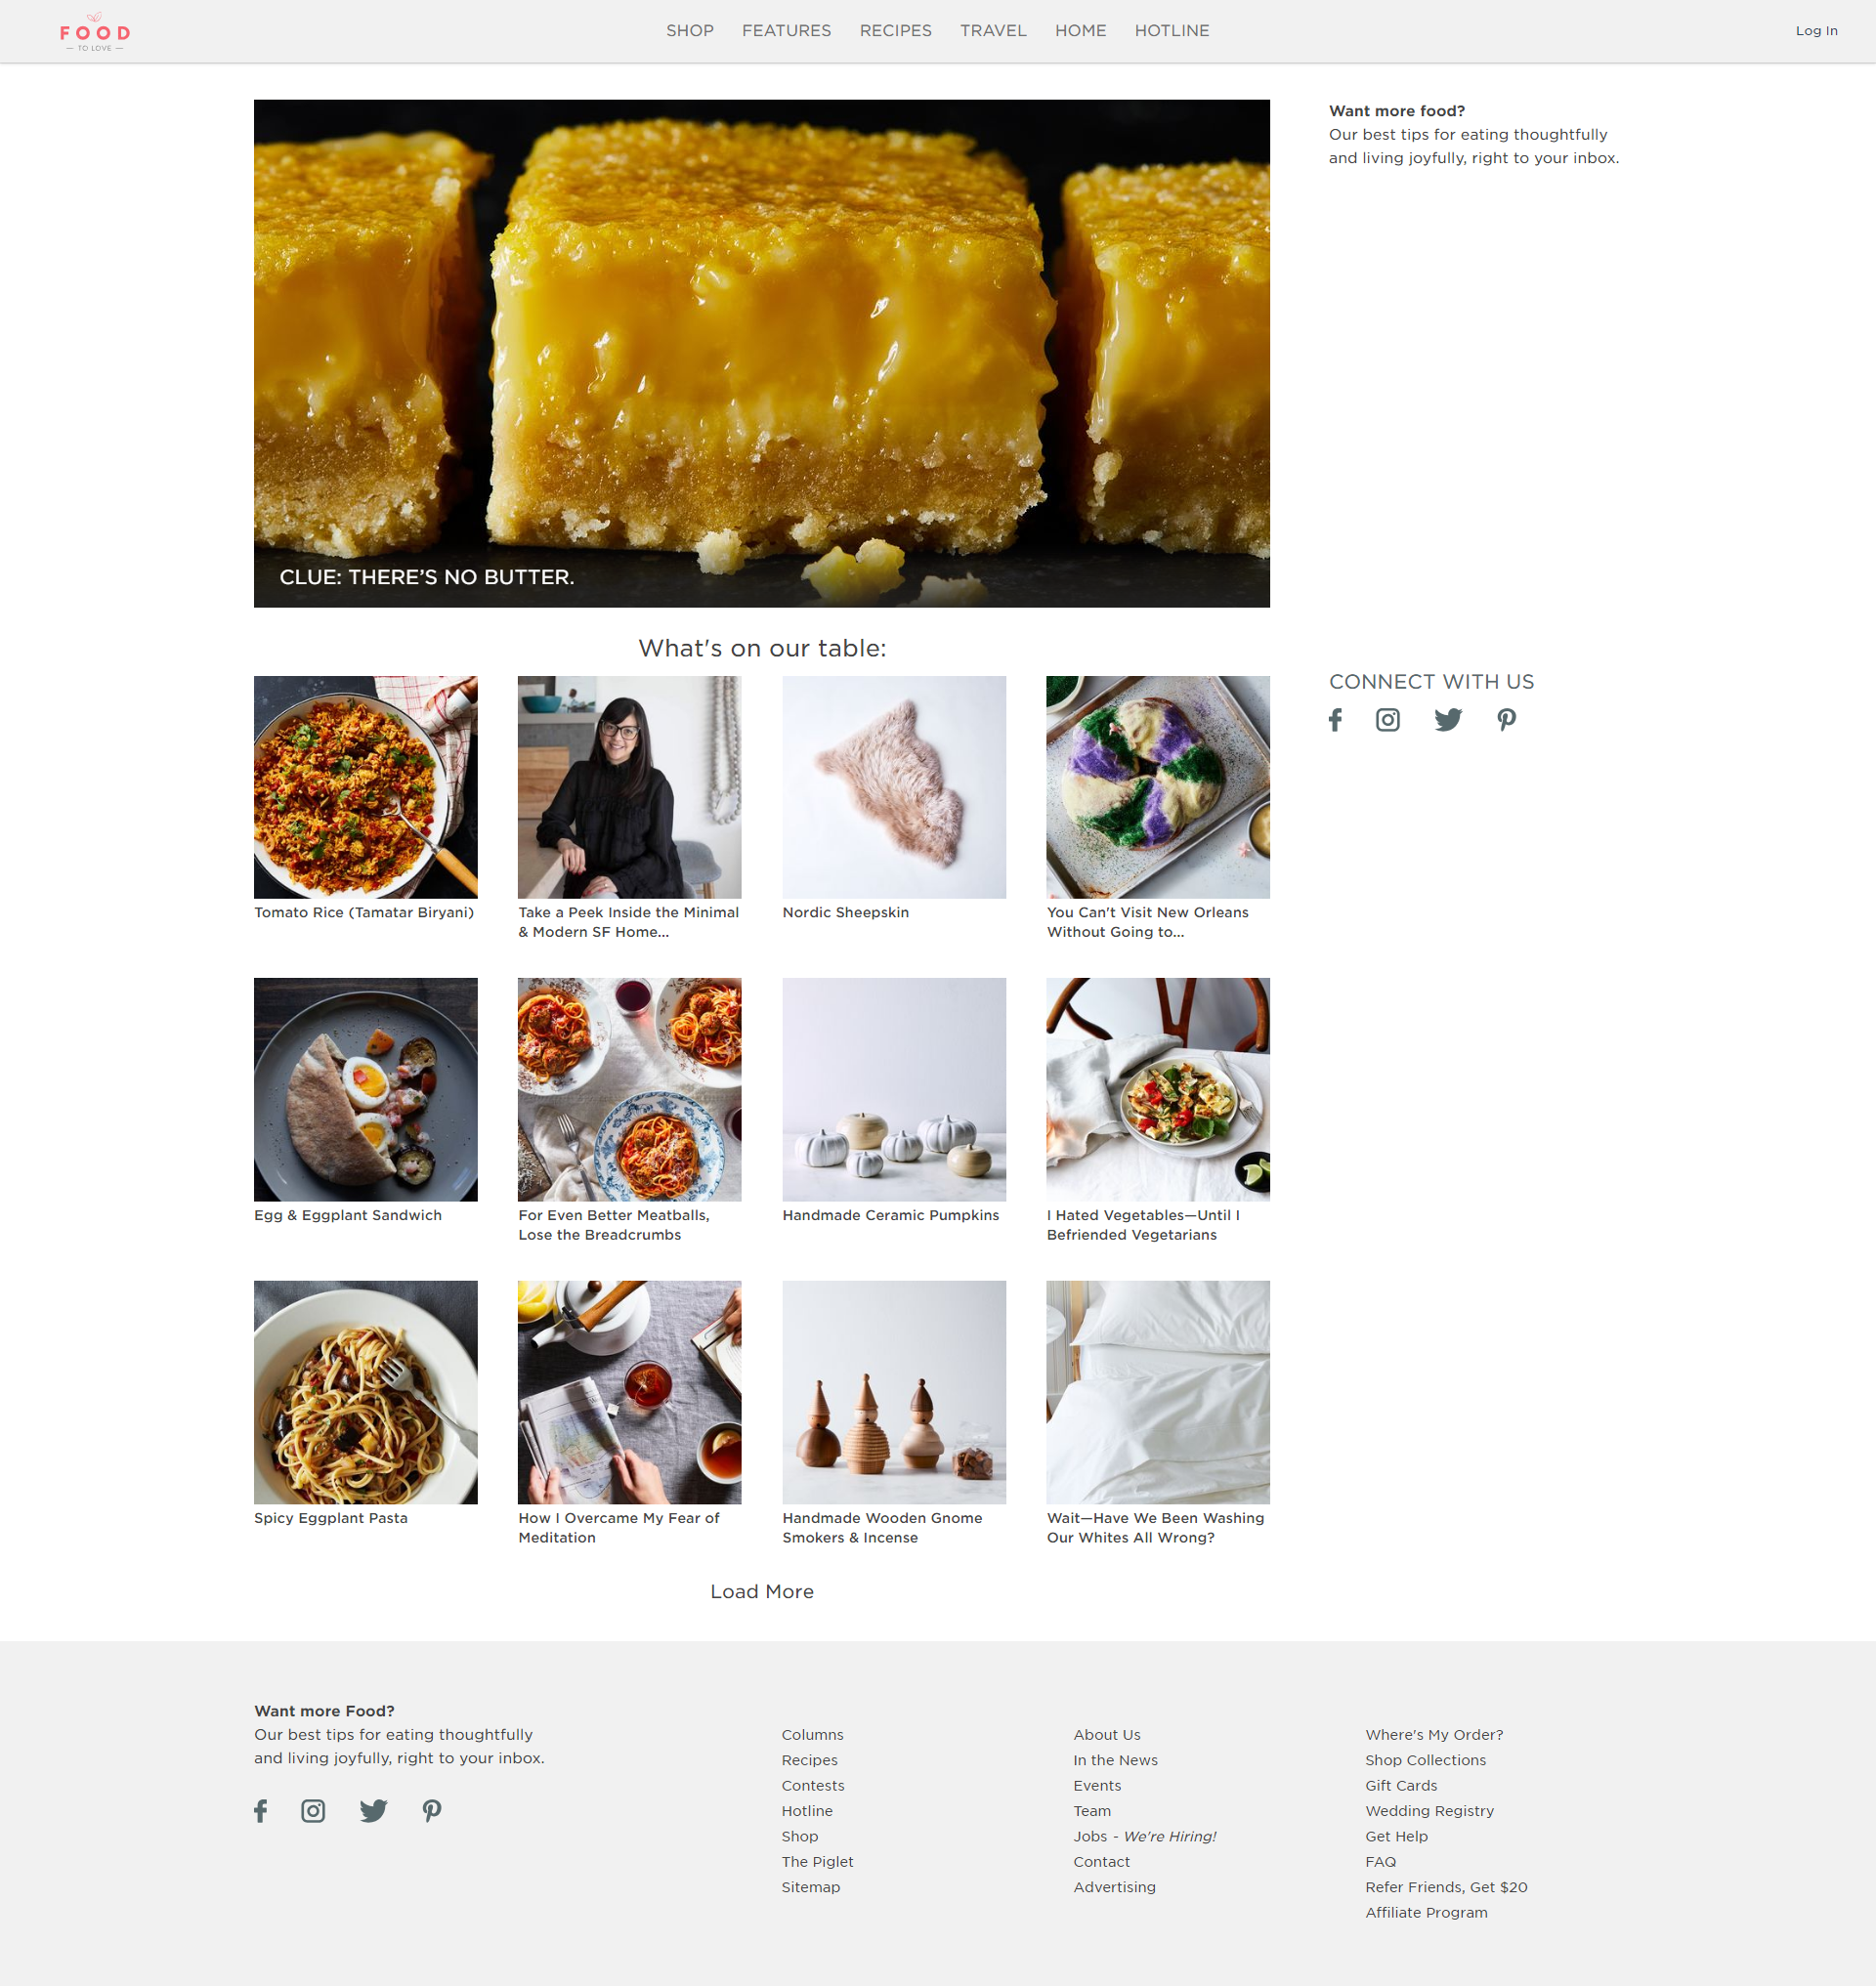 FOOD
TO LOVE
SHOP FEATURES RECIPES TRAVEL HOME HOTLINE
Log In
CLUE: THERE'S NO BUTTER.
Want more food?
Our best tips for eating thoughtfully
and living joyfully, right to your inbox.
What's on our table:
Tomato Rice (Tamatar Biryani)
Take a Peek Inside the Minimal
& Modern SF Home...
Nordic Sheepskin
You Can't Visit New Orleans
Without Going to...
CONNECT WITH US
Egg & Eggplant Sandwich
For Even Better Meatballs,
Lose the Breadcrumbs
Handmade Ceramic Pumpkins
I Hated Vegetables—Until I
Befriended Vegetarians
Spicy Eggplant Pasta
How I Overcame My Fear of
Meditation
Handmade Wooden Gnome
Smokers & Incense
Wait—Have We Been Washing
Our Whites All Wrong?
Load More
Want more Food?
Our best tips for eating thoughtfully
and living joyfully, right to your inbox.
Columns
Recipes
Contests
Hotline
Shop
The Piglet
Sitemap
About Us
In the News
Events
Team
Jobs - We're Hiring!
Contact
Advertising
Where's My Order?
Shop Collections
Gift Cards
Wedding Registry
Get Help
FAQ
Refer Friends, Get $20
Affiliate Program